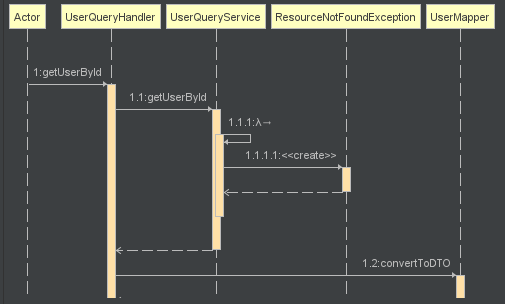 Actor
UserQueryHandler
UserQueryService
ResourceNotFoundException
UserMapper
1:getUserById
1.1:getUserById
1.1.1:λ→
1.1.1.1:<<create>>
1.2:convertToDTO